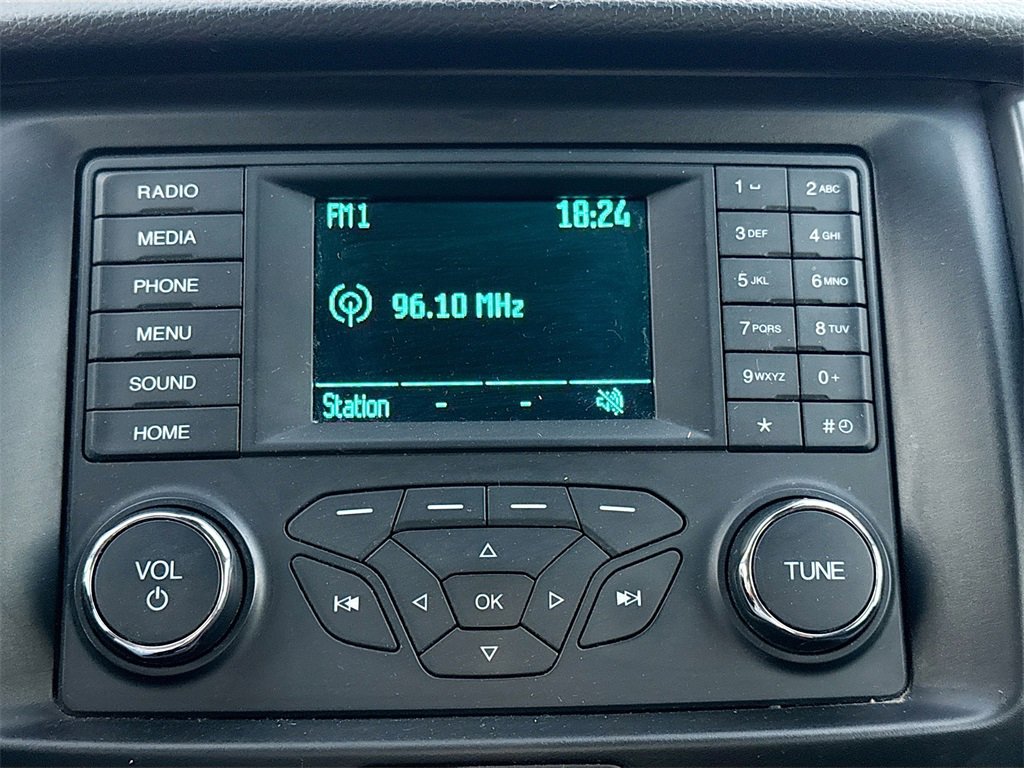 RADIO
MEDIA
PHONE
MENU
SOUND
HOME
FM1 18:24
96.10 MHz
Station - -
1 2 ABC
3 DEF 4 GHI
5 JKL 6 MNO
7 PQRS 8 TUV
9 WXYZ 0 +
* #
VOL
OK
TUNE